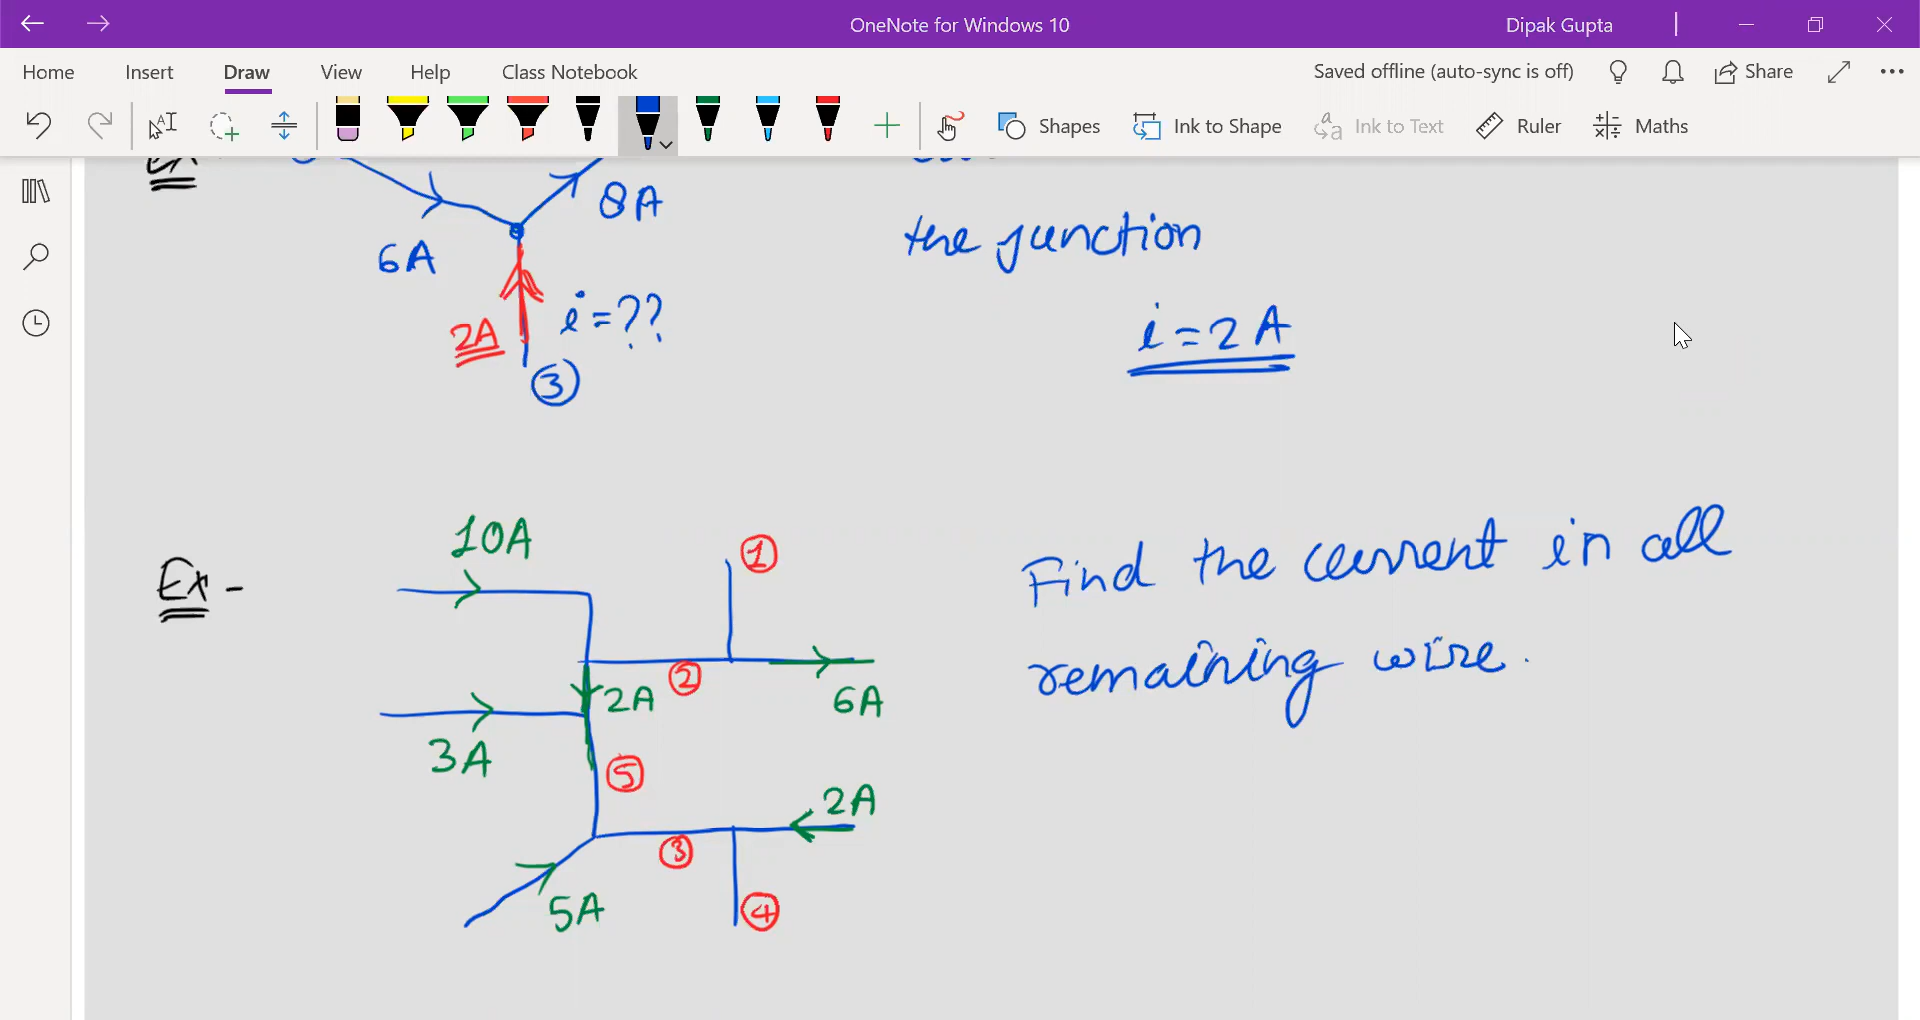 OneNote for Windows 10
Dipak Gupta
Home Insert Draw View Help Class Notebook
Saved offline (auto-sync is off) Share
Shapes Ink to Shape Ink to Text Ruler Maths
Ex
8A
6A
the junction
i=??
2A
i=2A
3
10A
1
Ex -
Find the current in all
remaining wire.
2
2A
6A
3A
5
2A
3
5A
4